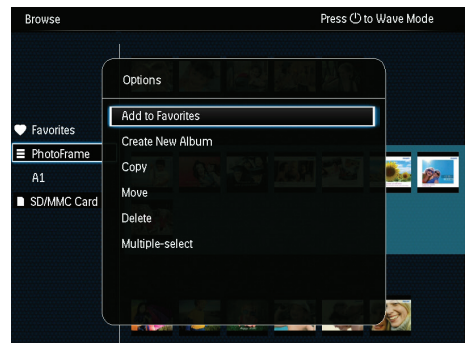 Browse
Press ⏻ to Wave Mode
Options
Add to Favorites
Create New Album
Copy
Move
Delete
Multiple-select
Favorites
PhotoFrame
A1
SD/MMC Card